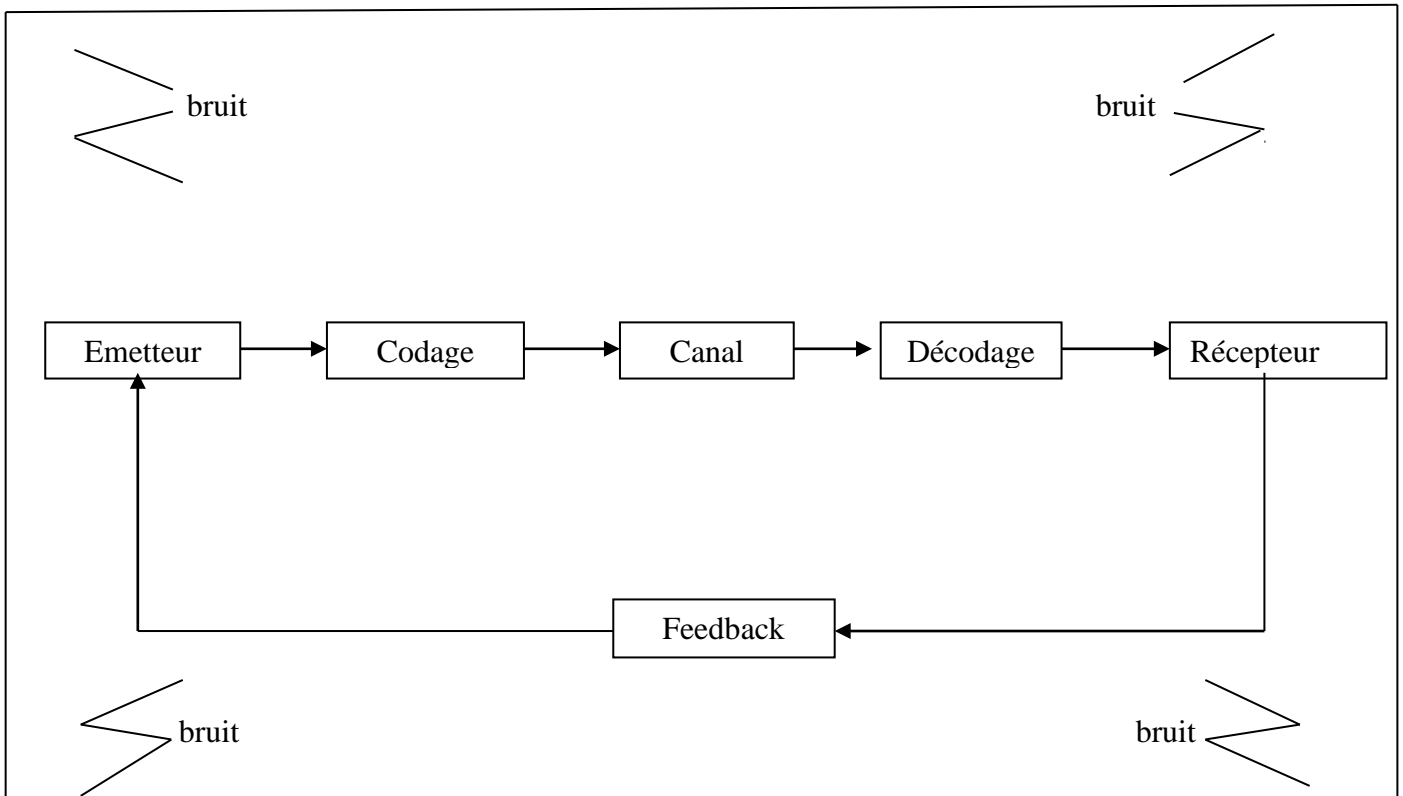 bruit
bruit
Emetteur
Codage
Canal
Décodage
Récepteur
Feedback
bruit
bruit